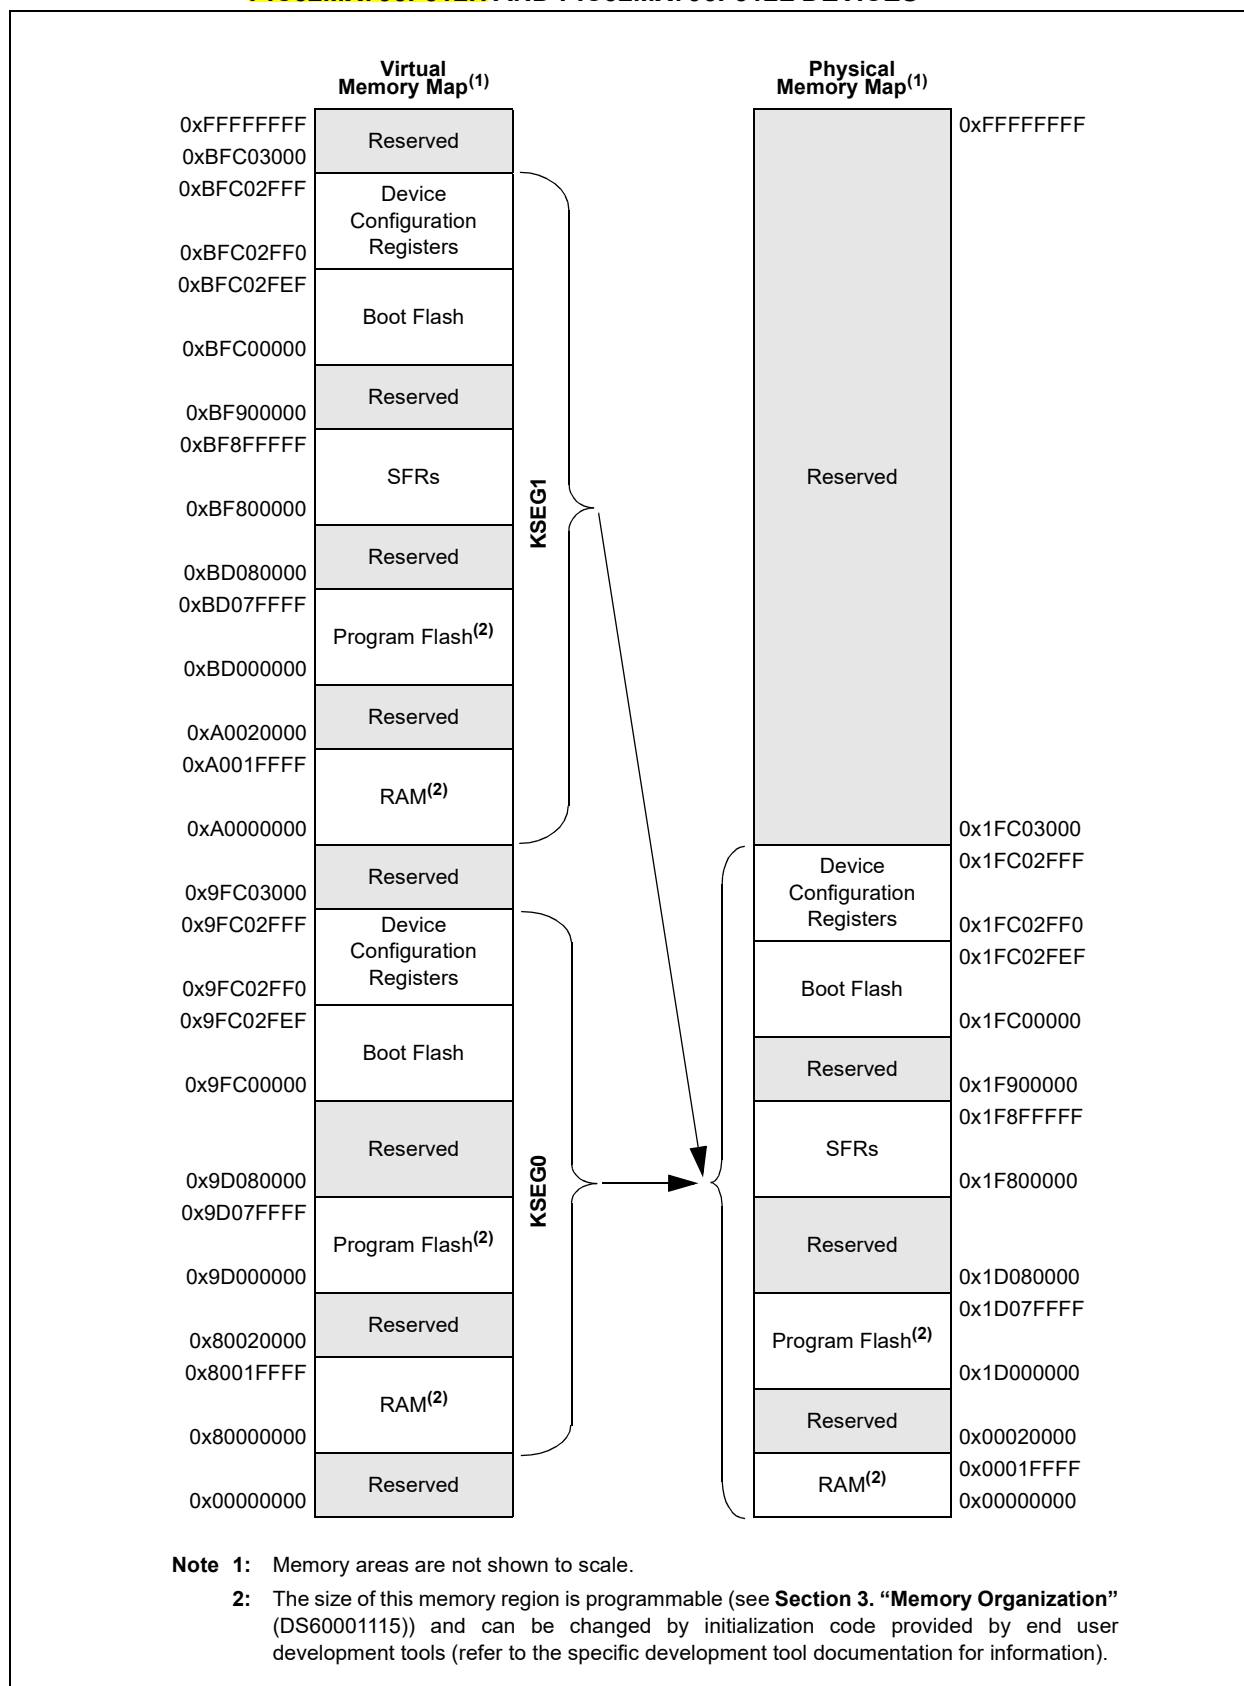 Virtual
Memory Map(1)
0xFFFFFFFF
Reserved
0xBFC03000
0xBFC02FFF
Device
Configuration
Registers
0xBFC02FF0
0xBFC02FEF
Boot Flash
0xBFC00000
Reserved
0xBF900000
0xBF8FFFFF
SFRs
0xBF800000
Reserved
0xBD080000
0xBD07FFFF
Program Flash(2)
0xBD000000
Reserved
0xA0020000
0xA001FFFF
RAM(2)
0xA0000000
KSEG1
Reserved
0x9FC03000
0x9FC02FFF
Device
Configuration
Registers
0x9FC02FF0
0x9FC02FEF
Boot Flash
0x9FC00000
Reserved
0x9D080000
0x9D07FFFF
Program Flash(2)
0x9D000000
Reserved
0x80020000
0x8001FFFF
RAM(2)
0x80000000
KSEG0
Reserved
0x00000000
Physical
Memory Map(1)
0xFFFFFFFF
Reserved
0x1FC03000
0x1FC02FFF
Device
Configuration
Registers
0x1FC02FF0
0x1FC02FEF
Boot Flash
0x1FC00000
Reserved
0x1F900000
0x1F8FFFFF
SFRs
0x1F800000
Reserved
0x1D080000
0x1D07FFFF
Program Flash(2)
0x1D000000
Reserved
0x00020000
0x0001FFFF
RAM(2)
0x00000000
Note 1: Memory areas are not shown to scale.
2: The size of this memory region is programmable (see Section 3. “Memory Organization”
(DS60001115)) and can be changed by initialization code provided by end user
development tools (refer to the specific development tool documentation for information).